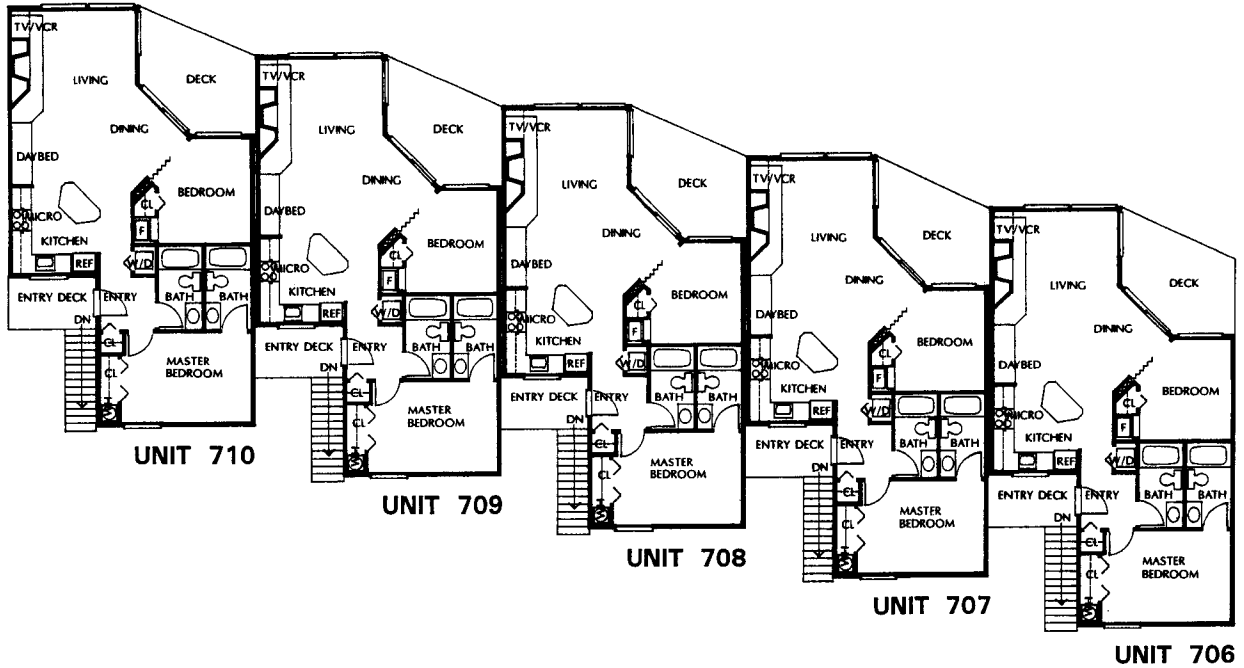 TV/VCR
LIVING
DECK
DINING
DAYBED
BEDROOM
CL
MICRO
F
KITCHEN
REF
W/D
ENTRY DECK
ENTRY
BATH
BATH
DN
CL
MASTER
BEDROOM
CL
W
UNIT 710
TV/VCR
LIVING
DECK
DINING
DAYBED
BEDROOM
CL
MICRO
F
KITCHEN
REF
W/D
ENTRY DECK
ENTRY
BATH
BATH
DN
CL
MASTER
BEDROOM
CL
W
UNIT 709
TV/VCR
LIVING
DECK
DINING
DAYBED
BEDROOM
CL
MICRO
F
KITCHEN
REF
W/D
ENTRY DECK
ENTRY
BATH
BATH
DN
CL
MASTER
BEDROOM
CL
W
UNIT 708
TV/VCR
LIVING
DECK
DINING
DAYBED
BEDROOM
CL
MICRO
F
KITCHEN
REF
W/D
ENTRY DECK
ENTRY
BATH
BATH
DN
CL
MASTER
BEDROOM
CL
W
UNIT 707
TV/VCR
LIVING
DECK
DINING
DAYBED
BEDROOM
CL
MICRO
F
KITCHEN
REF
W/D
ENTRY DECK
ENTRY
BATH
BATH
DN
CL
MASTER
BEDROOM
CL
W
UNIT 706